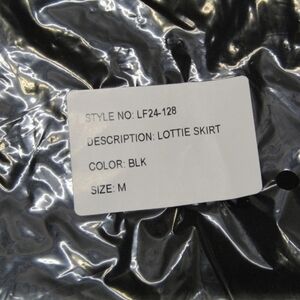 STYLE NO: LF24-128
DESCRIPTION: LOTTIE SKIRT
COLOR: BLK
SIZE: M